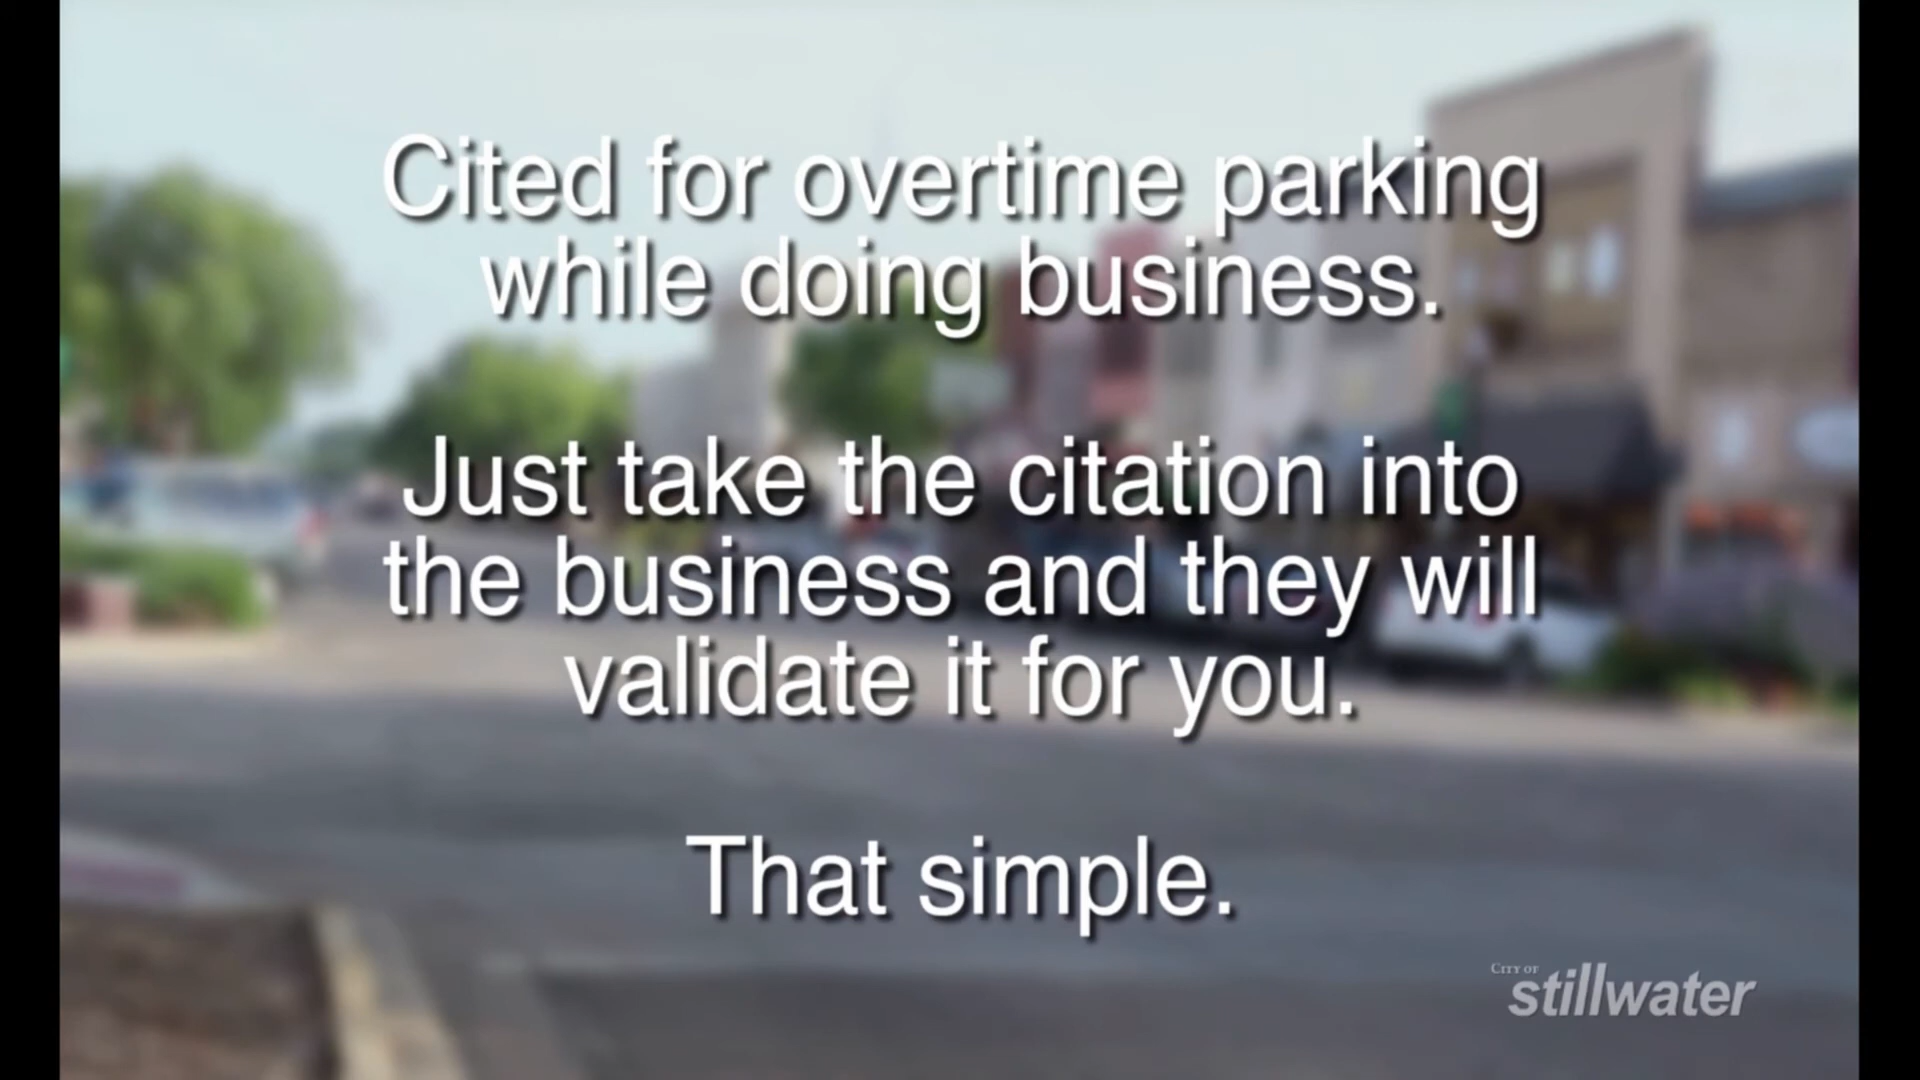 Cited for overtime parking
while doing business.
Just take the citation into
the business and they will
validate it for you.
That simple.
CITY OF
stillwater